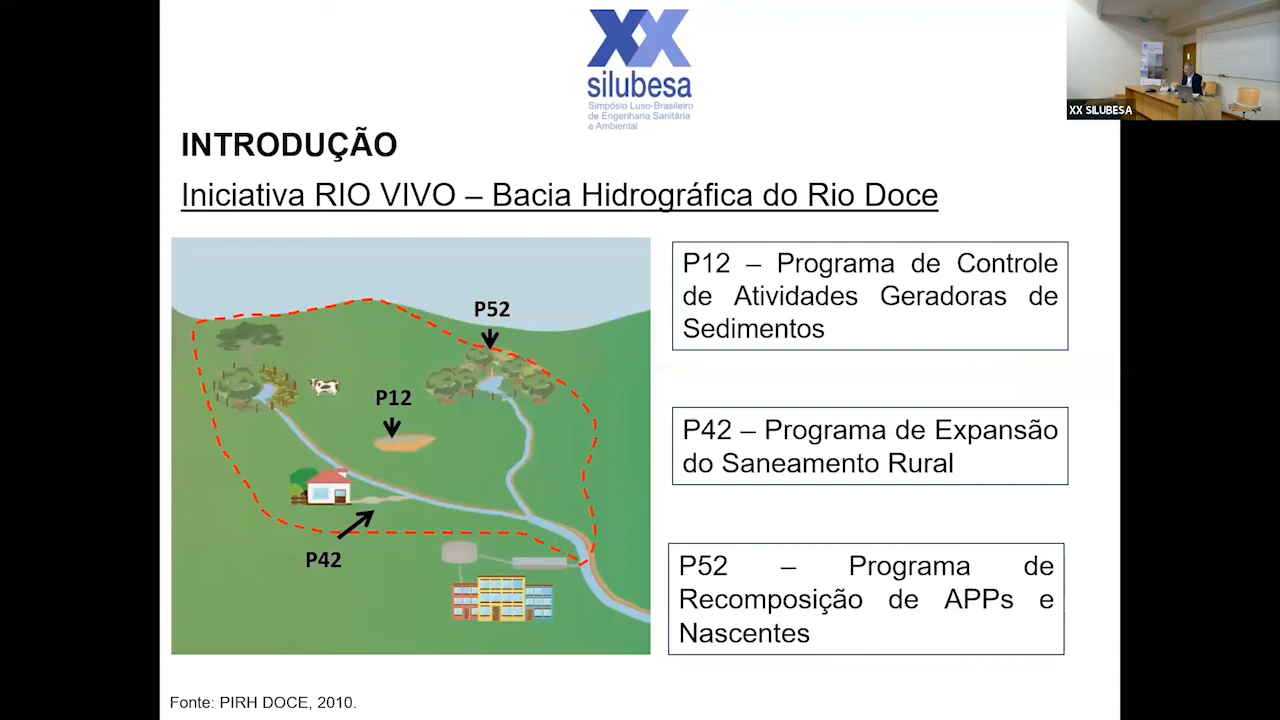 XX
silubesa
Simpósio Luso-Brasileiro
de Engenharia Sanitária
e Ambiental
XX SILUBESA
INTRODUÇÃO
Iniciativa RIO VIVO – Bacia Hidrográfica do Rio Doce
P52
P12
P42
P12 – Programa de Controle
de Atividades Geradoras de
Sedimentos
P42 – Programa de Expansão
do Saneamento Rural
P52 – Programa de
Recomposição de APPs e
Nascentes
Fonte: PIRH DOCE, 2010.